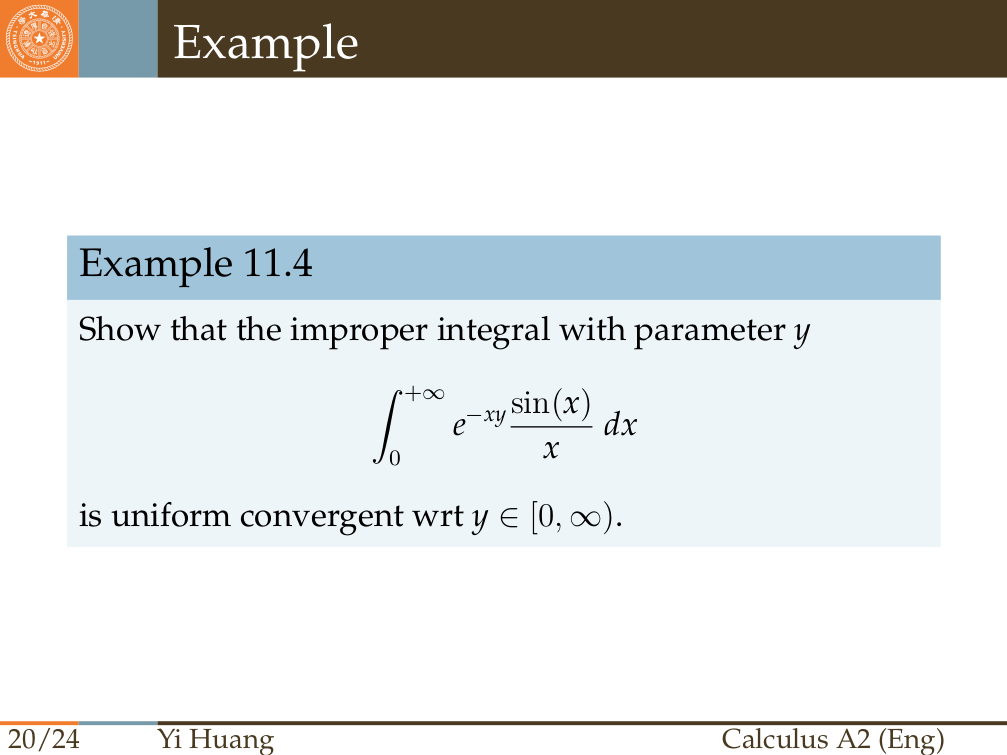 Example
Example 11.4
Show that the improper integral with parameter y
∫₀^{+∞} e^{−xy} sin(x)/x dx
is uniform convergent wrt y ∈ [0, ∞).
20/24 Yi Huang Calculus A2 (Eng)